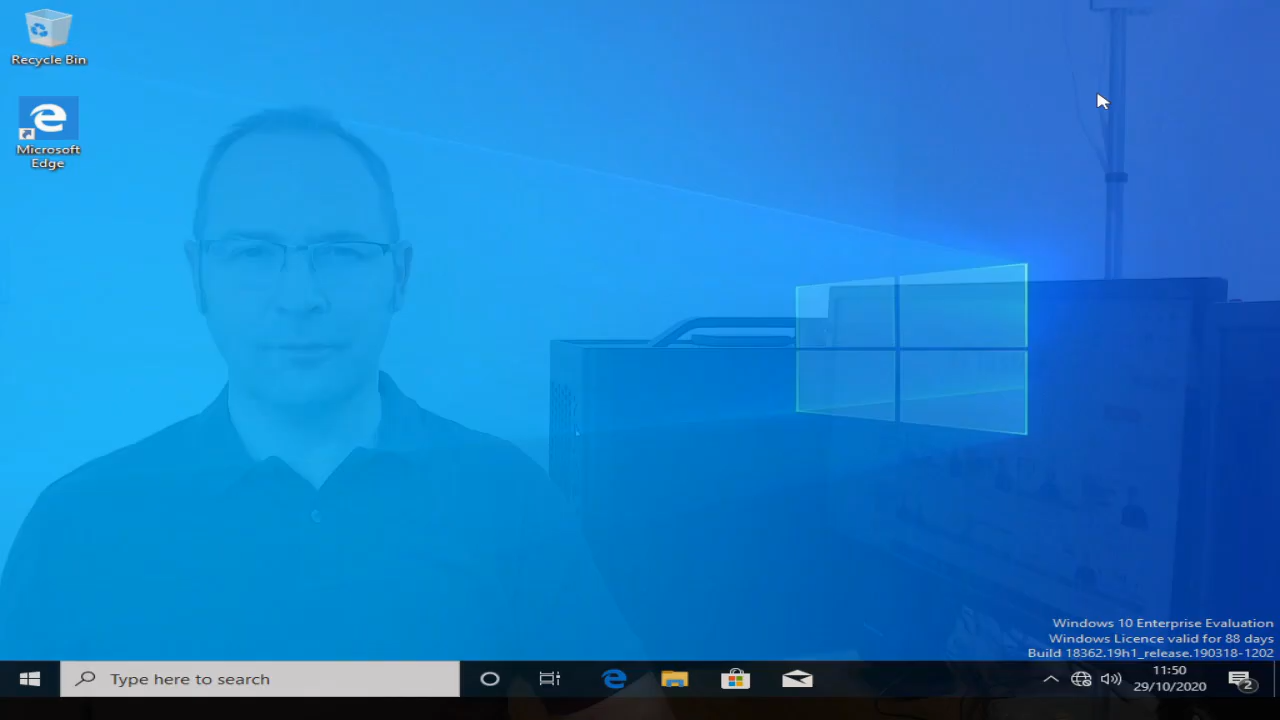 Recycle Bin
Microsoft
Edge
Windows 10 Enterprise Evaluation
Windows Licence valid for 88 days
Build 18362.19h1_release.190318-1202
Type here to search
11:50
29/10/2020
2